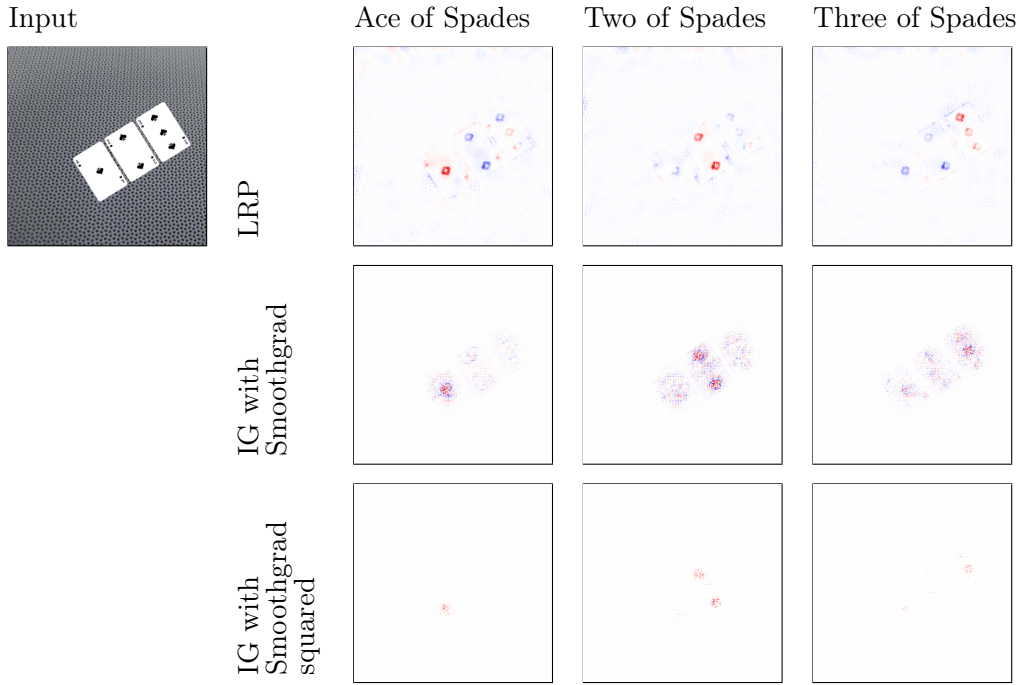 Input
Ace of Spades
Two of Spades
Three of Spades
LRP
IG with
Smoothgrad
IG with
Smoothgrad
squared